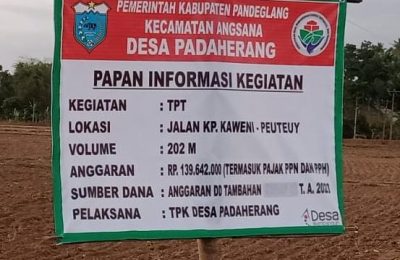 PEMERINTAH KABUPATEN PANDEGLANG
KECAMATAN ANGSANA
DESA PADAHERANG
PAPAN INFORMASI KEGIATAN
KEGIATAN : TPT
LOKASI : JALAN KP. KAWENI - PEUTEUY
VOLUME : 202 M
ANGGARAN : RP. 139.642.000 (TERMASUK PAJAK PPN DAN PPH)
SUMBER DANA : ANGGARAN DD TAMBAHAN T. A.
PELAKSANA : TPK DESA PADAHERANG
Desa